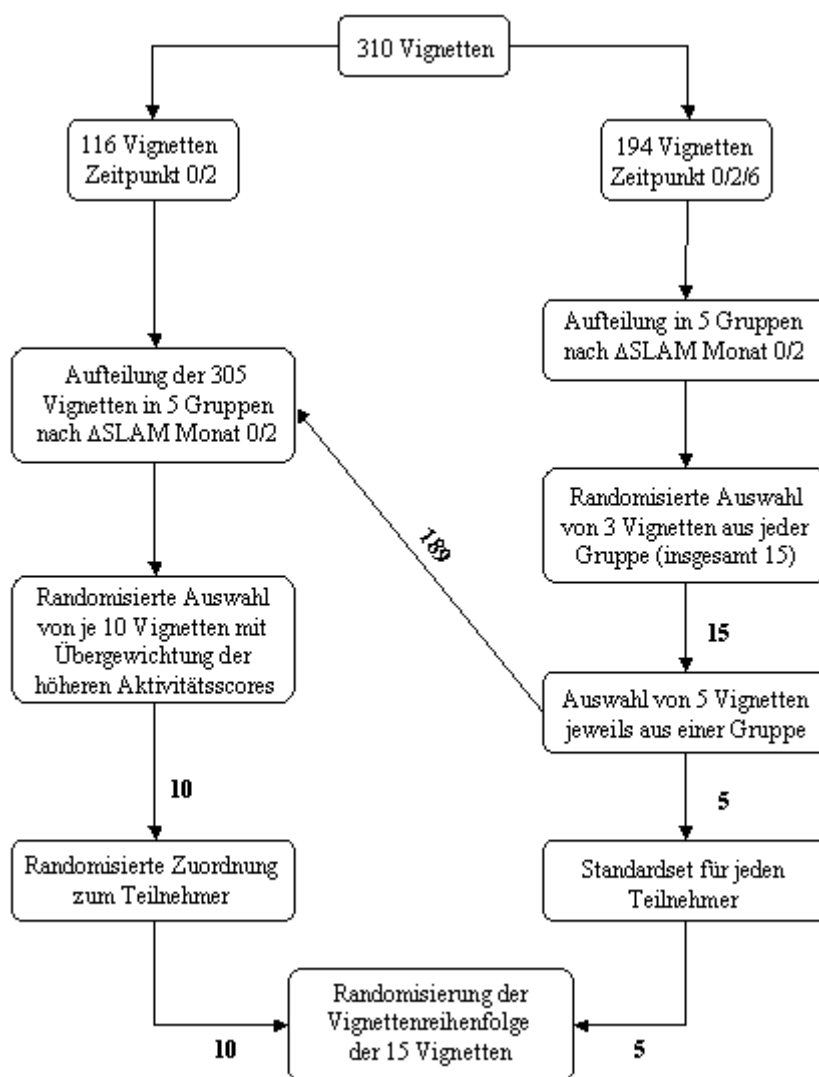 310 Vignetten
116 Vignetten
Zeitpunkt 0/2
194 Vignetten
Zeitpunkt 0/2/6
Aufteilung in 5 Gruppen
nach ΔSLAM Monat 0/2
Aufteilung der 305
Vignetten in 5 Gruppen
nach ΔSLAM Monat 0/2
Randomisierte Auswahl
von 3 Vignetten aus jeder
Gruppe (insgesamt 15)
189
Randomisierte Auswahl
von je 10 Vignetten mit
Übergewichtung der
höheren Aktivitätsscores
15
Auswahl von 5 Vignetten
jeweils aus einer Gruppe
10
5
Randomisierte Zuordnung
zum Teilnehmer
Standardset für jeden
Teilnehmer
Randomisierung der
Vignettenreihenfolge
der 15 Vignetten
10
5